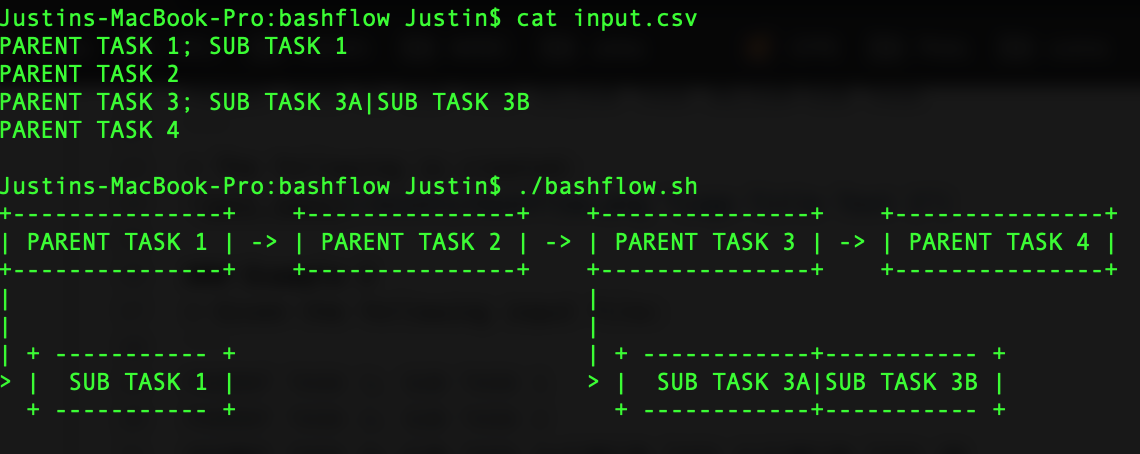 Justins-MacBook-Pro:bashflow Justin$ cat input.csv
PARENT TASK 1; SUB TASK 1
PARENT TASK 2
PARENT TASK 3; SUB TASK 3A|SUB TASK 3B
PARENT TASK 4
Justins-MacBook-Pro:bashflow Justin$ ./bashflow.sh
+---------------+    +---------------+    +---------------+    +---------------+
| PARENT TASK 1 | -> | PARENT TASK 2 | -> | PARENT TASK 3 | -> | PARENT TASK 4 |
+---------------+    +---------------+    +---------------+    +---------------+
|                                         |
|                                         |
| + ----------- +                         | + ------------+----------- +
> |  SUB TASK 1 |                         > |  SUB TASK 3A|SUB TASK 3B |
  + ----------- +                           + ------------+----------- +